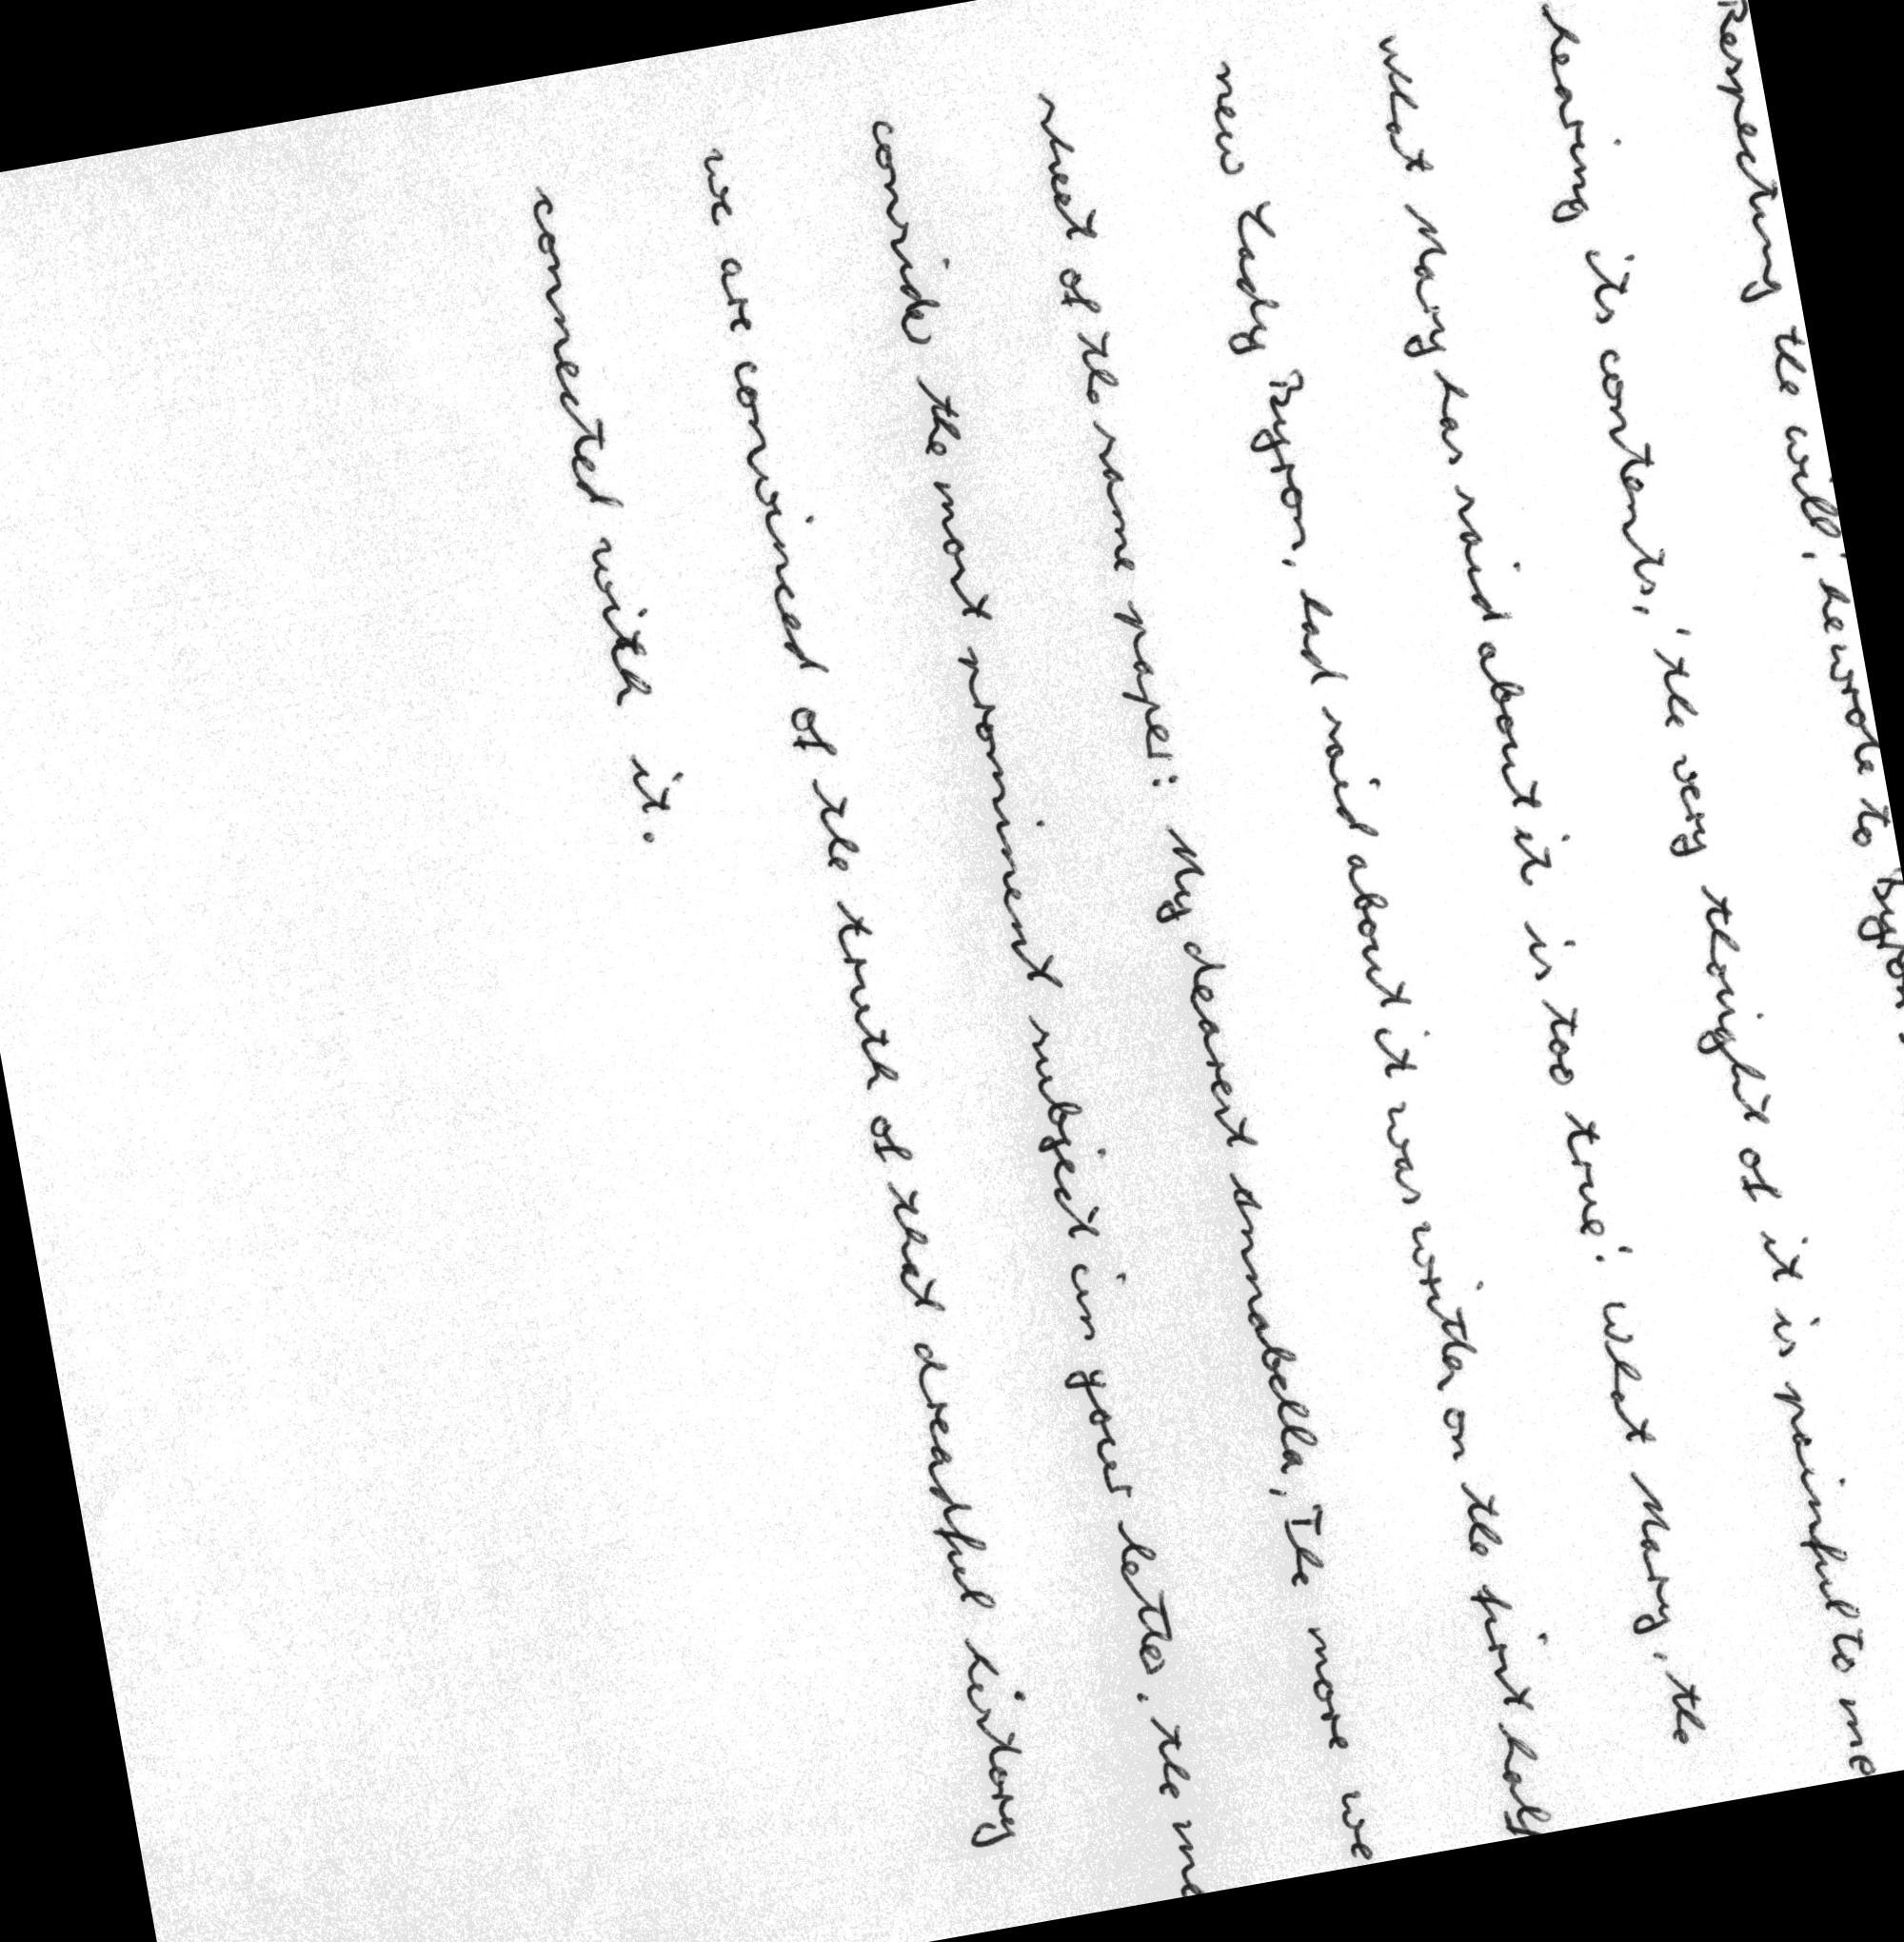 Respecting the will,' he wrote to Byron
hearing its contents, 'the very thought of it is painful to me
what Mary has said about it is too true.' What Mary, the
new Lady Byron, had said about it was written on the first half
sheet of the same paper: My dearest Annabella, The more we
consider the most prominent subject in your letter, the mo
we are convinced of the truth of that dreadful history
connected with it.